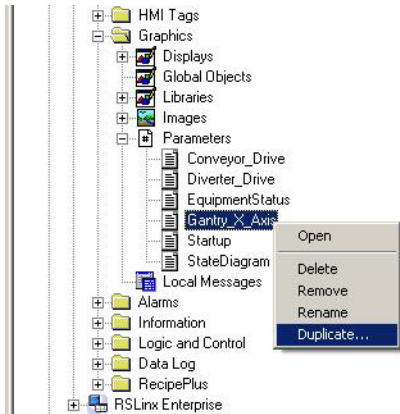 HMI Tags
Graphics
Displays
Global Objects
Libraries
Images
Parameters
Conveyor_Drive
Diverter_Drive
EquipmentStatus
Gantry_X_Axis
Startup
StateDiagram
Local Messages
Alarms
Information
Logic and Control
Data Log
RecipePlus
RSLinx Enterprise
Open
Delete
Remove
Rename
Duplicate...